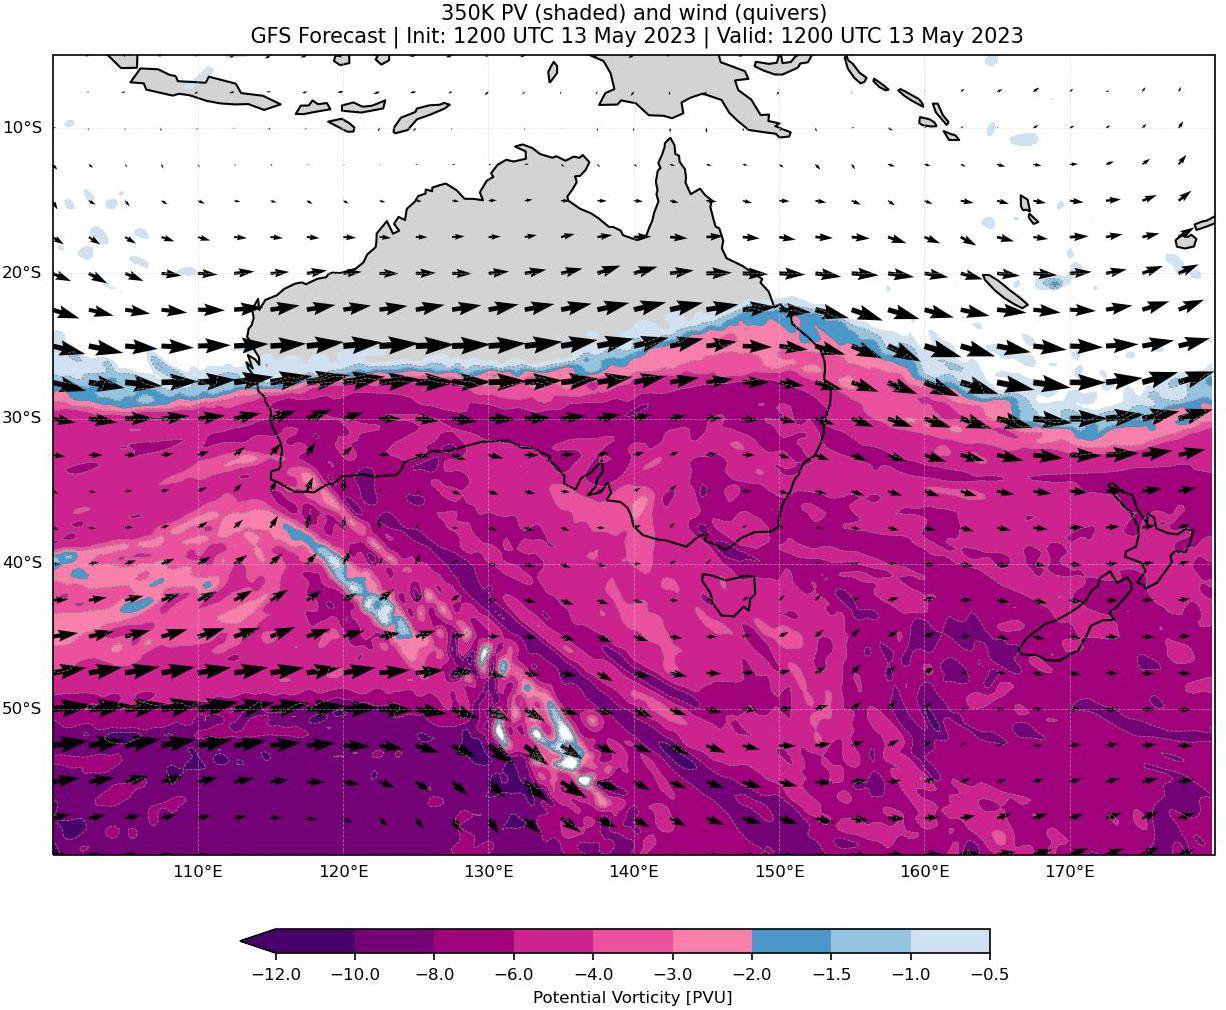 350K PV (shaded) and wind (quivers)
GFS Forecast | Init: 1200 UTC 13 May 2023 | Valid: 1200 UTC 13 May 2023
10°S
20°S
30°S
40°S
50°S
110°E 120°E 130°E 140°E 150°E 160°E 170°E
−12.0 −10.0 −8.0 −6.0 −4.0 −3.0 −2.0 −1.5 −1.0 −0.5
Potential Vorticity [PVU]